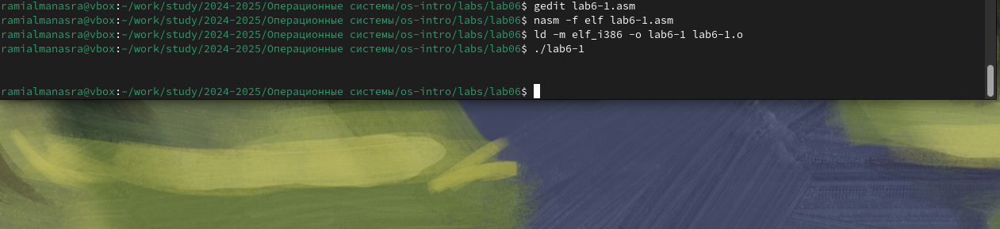 ramialmanasra@vbox:~/work/study/2024-2025/Операционные системы/os-intro/labs/lab06$ gedit lab6-1.asm
ramialmanasra@vbox:~/work/study/2024-2025/Операционные системы/os-intro/labs/lab06$ nasm -f elf lab6-1.asm
ramialmanasra@vbox:~/work/study/2024-2025/Операционные системы/os-intro/labs/lab06$ ld -m elf_i386 -o lab6-1 lab6-1.o
ramialmanasra@vbox:~/work/study/2024-2025/Операционные системы/os-intro/labs/lab06$ ./lab6-1
ramialmanasra@vbox:~/work/study/2024-2025/Операционные системы/os-intro/labs/lab06$